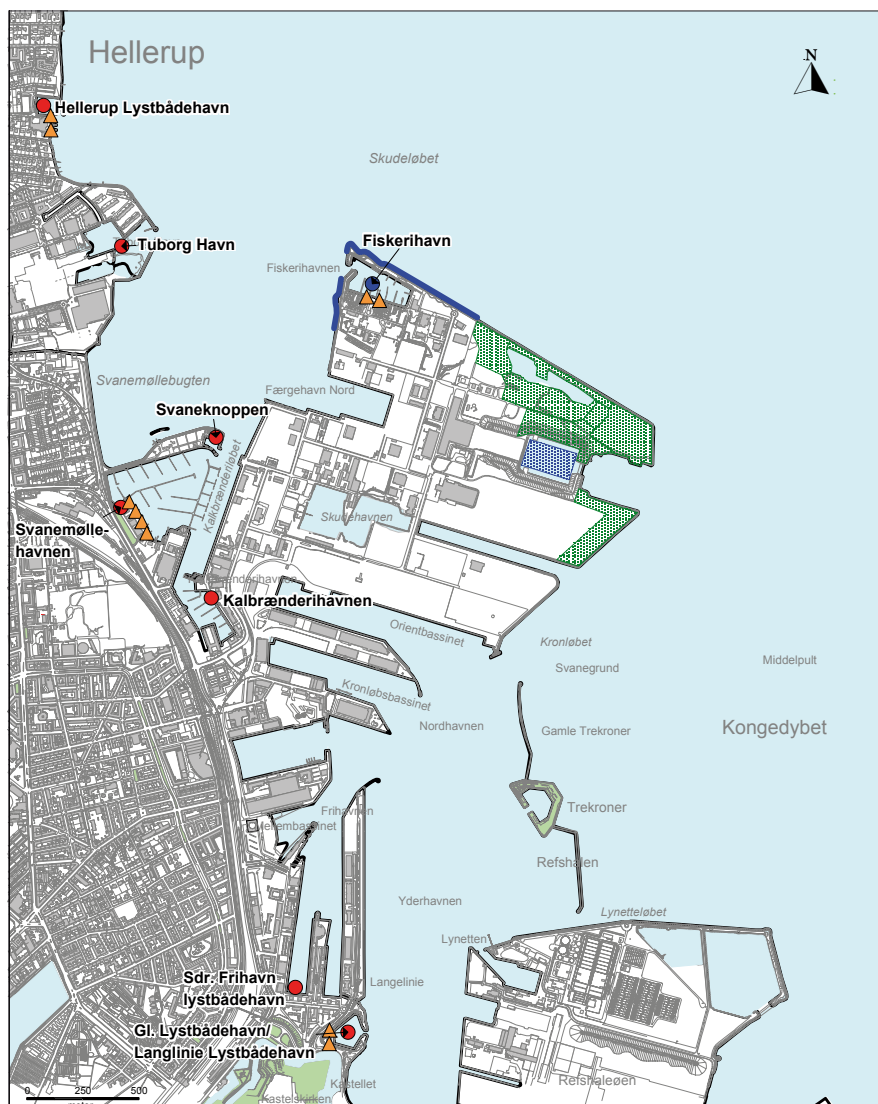 Hellerup
N
Hellerup Lystbådehavn
Skudeløbet
Tuborg Havn
Fiskerihavn
Fiskerihavnen
Svanemøllebugten
Færgehavn Nord
Svaneknoppen
Kalkbrænderiløbet
Skudehavnen
Svanemølle-
havnen
Kalbrænderihavnen
Orientbassinet
Kronløbet
Svanegrund
Middelpult
Kronløbsbassinet
Nordhavnen
Gamle Trekroner
Kongedybet
Trekroner
Frihavnen
Refshalen
Yderhavnen
Lynetteløbet
Lynetten
Sdr. Frihavn
lystbådehavn
Langelinie
Gl. Lystbådehavn/
Langlinie Lystbådehavn
Kastellet
Refshaleøen
Kastelskirken
0 250 500
meter